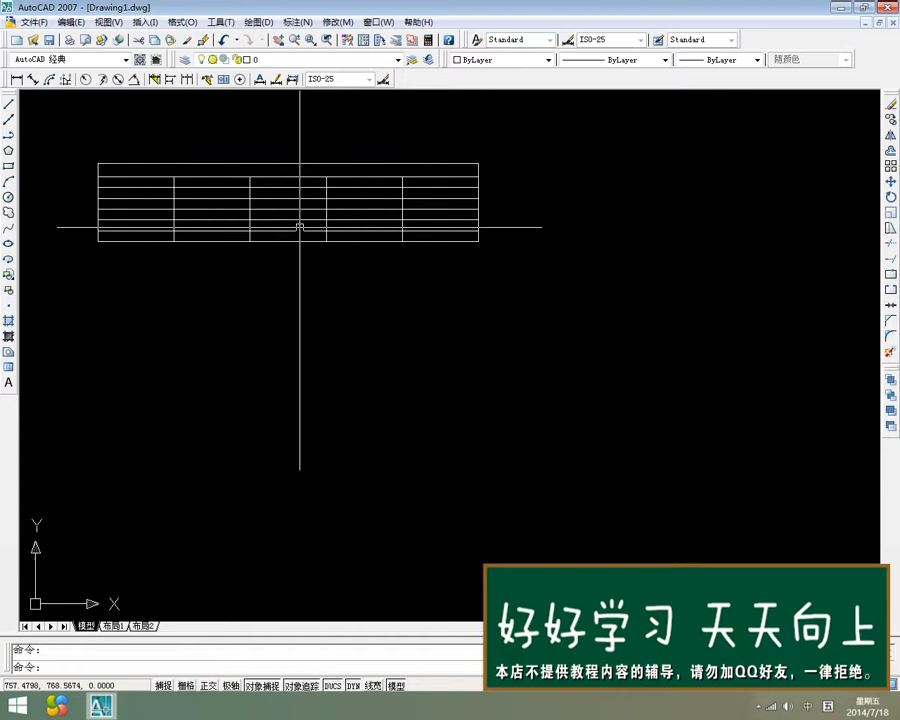 AutoCAD 2007 - [Drawing1.dwg]
文件(F) 编辑(E) 视图(V) 插入(I) 格式(O) 工具(T) 绘图(D) 标注(N) 修改(M) 窗口(W) 帮助(H)
Standard ISO-25 Standard
AutoCAD 经典 0 ByLayer ByLayer ByLayer 随颜色
ISO-25
A
Y
X
模型 布局1 布局2
命令:
命令:
757.4798, 768.5674, 0.0000 捕捉 栅格 正交 极轴 对象捕捉 对象追踪 DUCS DYN 线宽 模型
好好学习 天天向上
本店不提供教程内容的辅导，请勿加QQ好友，一律拒绝。
中 五 星期五
2014/7/18